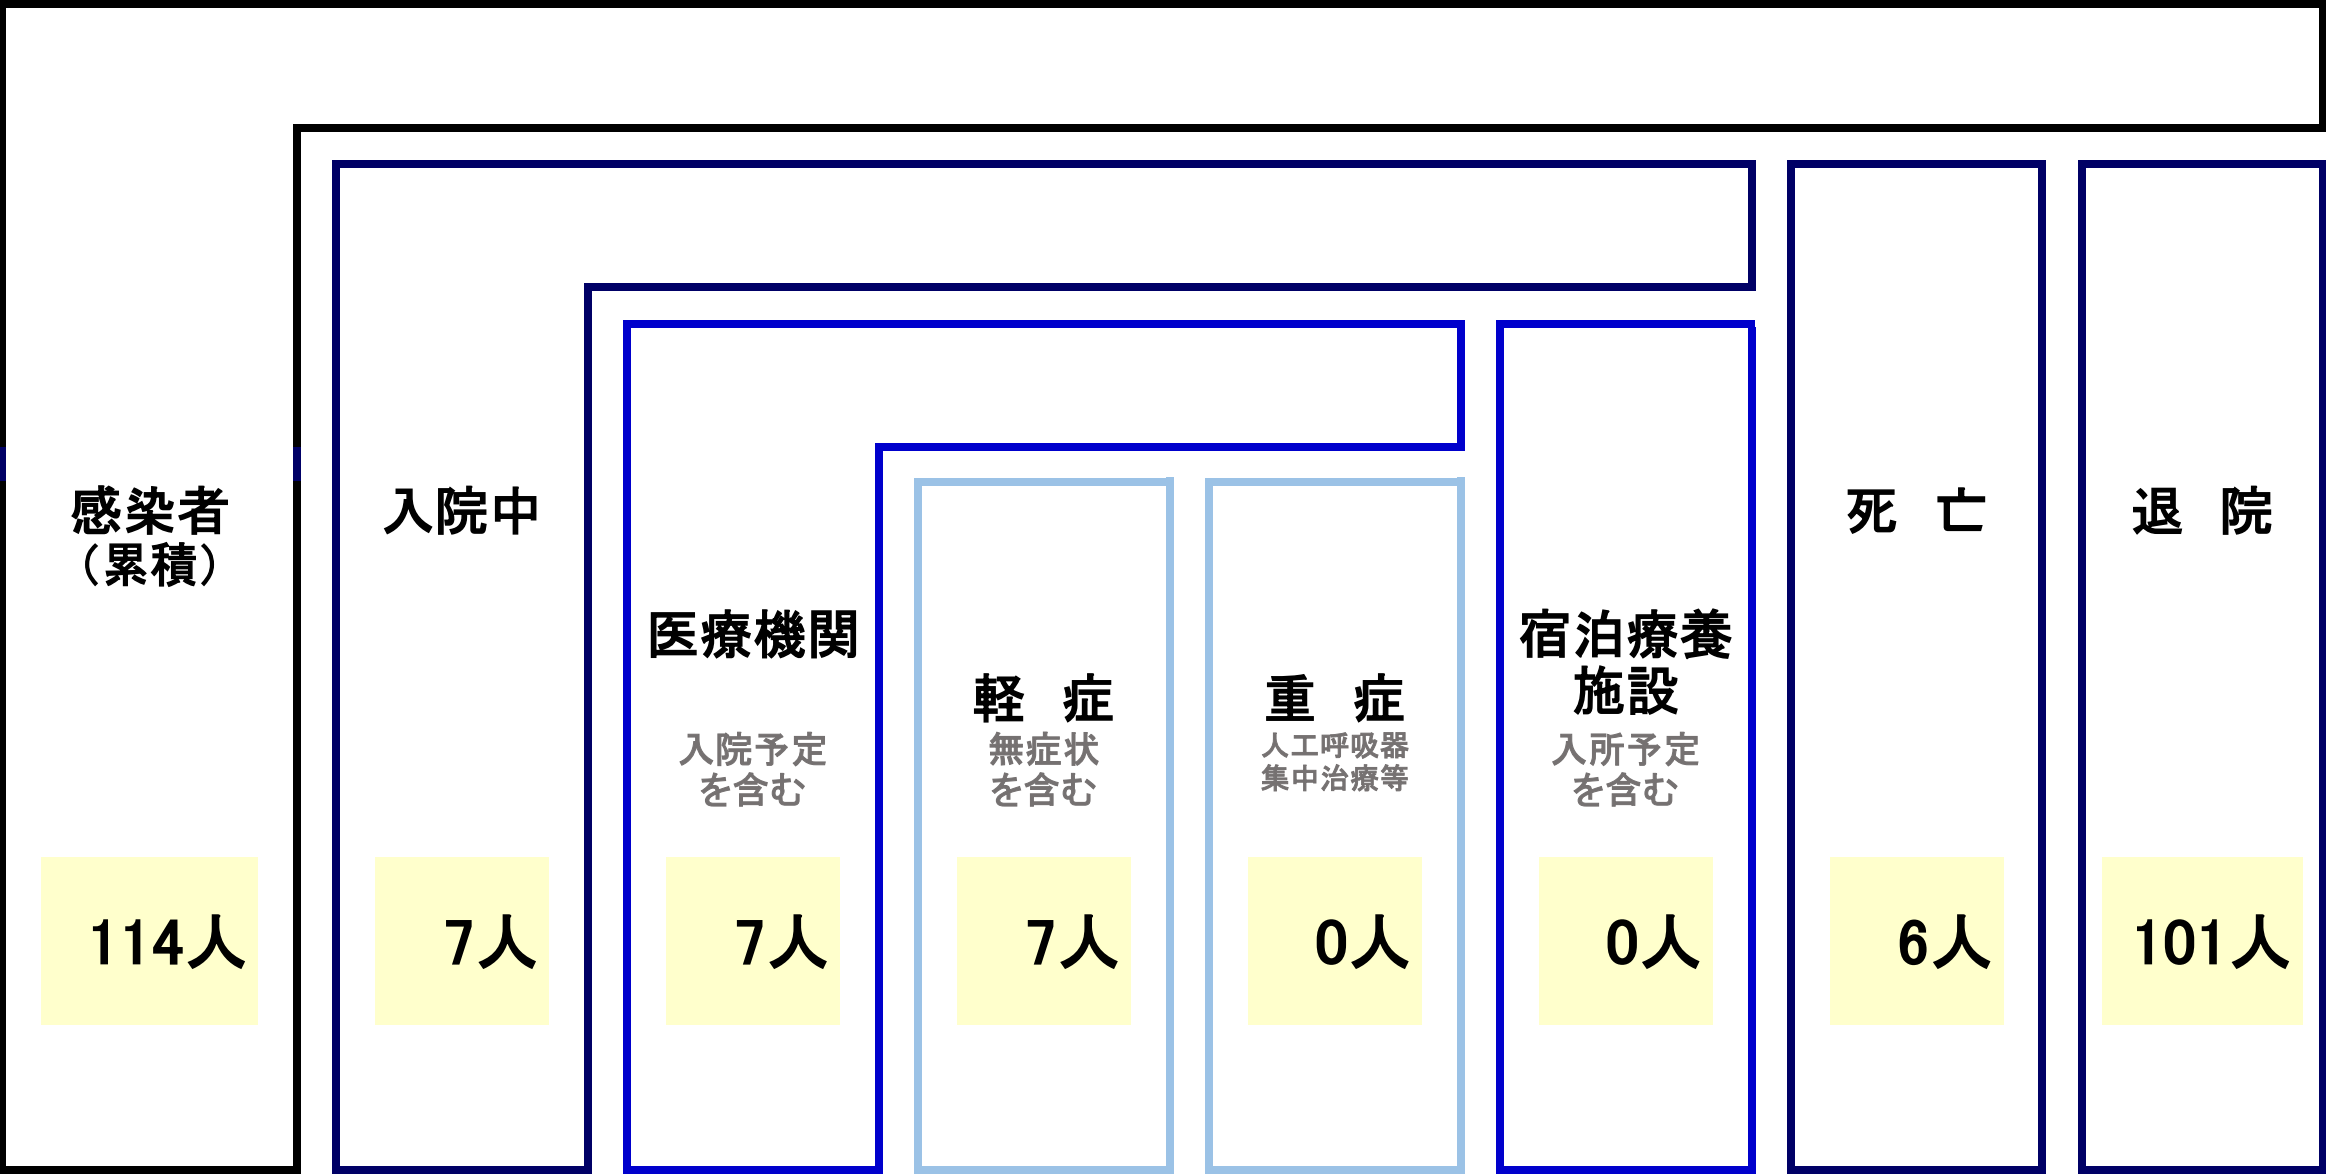 感染者
（累積）
114人
入院中
7人
医療機関
入院予定
を含む
7人
軽 症
無症状
を含む
7人
重 症
人工呼吸器
集中治療等
0人
宿泊療養
施設
入所予定
を含む
0人
死 亡
6人
退 院
101人